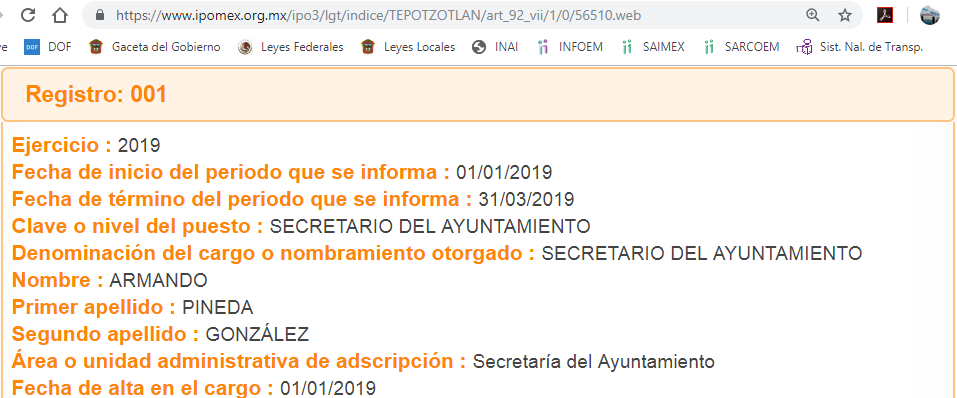 https://www.ipomex.org.mx/ipo3/lgt/indice/TEPOTZOTLAN/art_92_vii/1/0/56510.web
ve DOF DOF Gaceta del Gobierno Leyes Federales Leyes Locales INAI INFOEM SAIMEX SARCOEM Sist. Nal. de Transp.
Registro: 001
Ejercicio : 2019
Fecha de inicio del periodo que se informa : 01/01/2019
Fecha de término del periodo que se informa : 31/03/2019
Clave o nivel del puesto : SECRETARIO DEL AYUNTAMIENTO
Denominación del cargo o nombramiento otorgado : SECRETARIO DEL AYUNTAMIENTO
Nombre : ARMANDO
Primer apellido : PINEDA
Segundo apellido : GONZÁLEZ
Área o unidad administrativa de adscripción : Secretaría del Ayuntamiento
Fecha de alta en el cargo : 01/01/2019